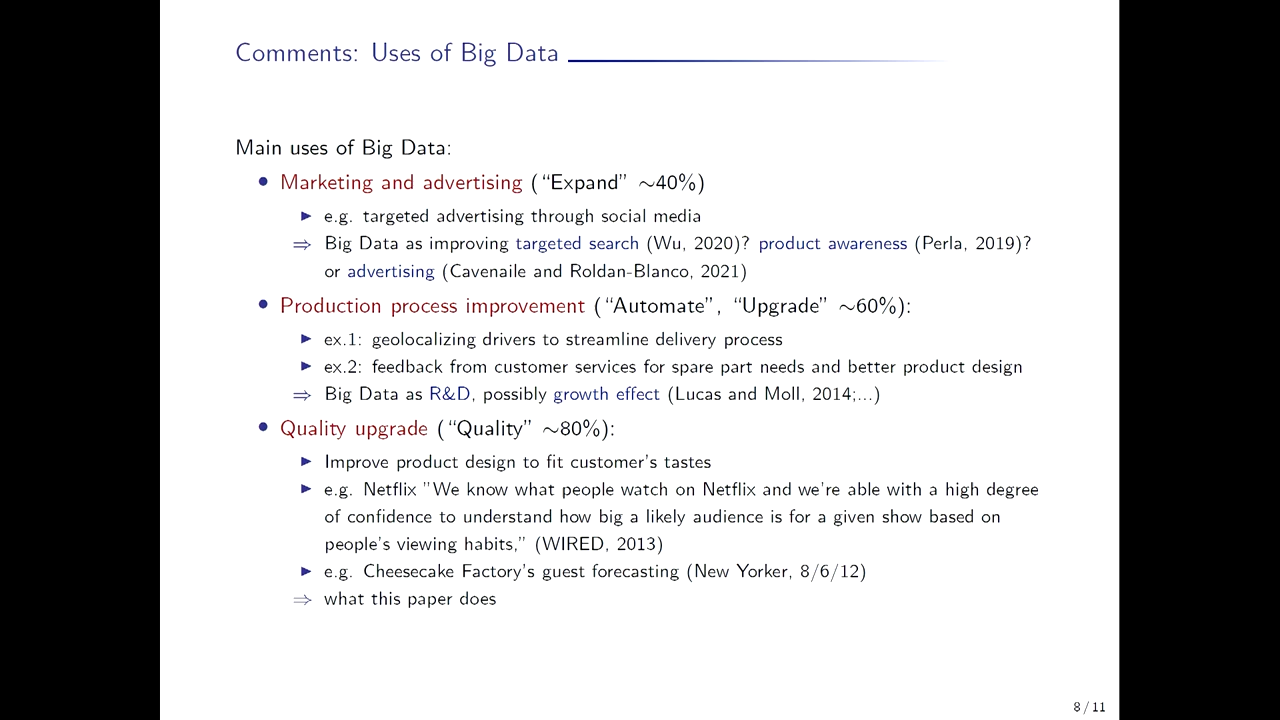 Comments: Uses of Big Data
Main uses of Big Data:
• Marketing and advertising (“Expand” ~40%)
▶ e.g. targeted advertising through social media
⇒ Big Data as improving targeted search (Wu, 2020)? product awareness (Perla, 2019)?
or advertising (Cavenaile and Roldan-Blanco, 2021)
• Production process improvement (“Automate”, “Upgrade” ~60%):
▶ ex.1: geolocalizing drivers to streamline delivery process
▶ ex.2: feedback from customer services for spare part needs and better product design
⇒ Big Data as R&D, possibly growth effect (Lucas and Moll, 2014;...)
• Quality upgrade (“Quality” ~80%):
▶ Improve product design to fit customer's tastes
▶ e.g. Netflix ”We know what people watch on Netflix and we're able with a high degree
of confidence to understand how big a likely audience is for a given show based on
people's viewing habits,” (WIRED, 2013)
▶ e.g. Cheesecake Factory's guest forecasting (New Yorker, 8/6/12)
⇒ what this paper does
8 / 11